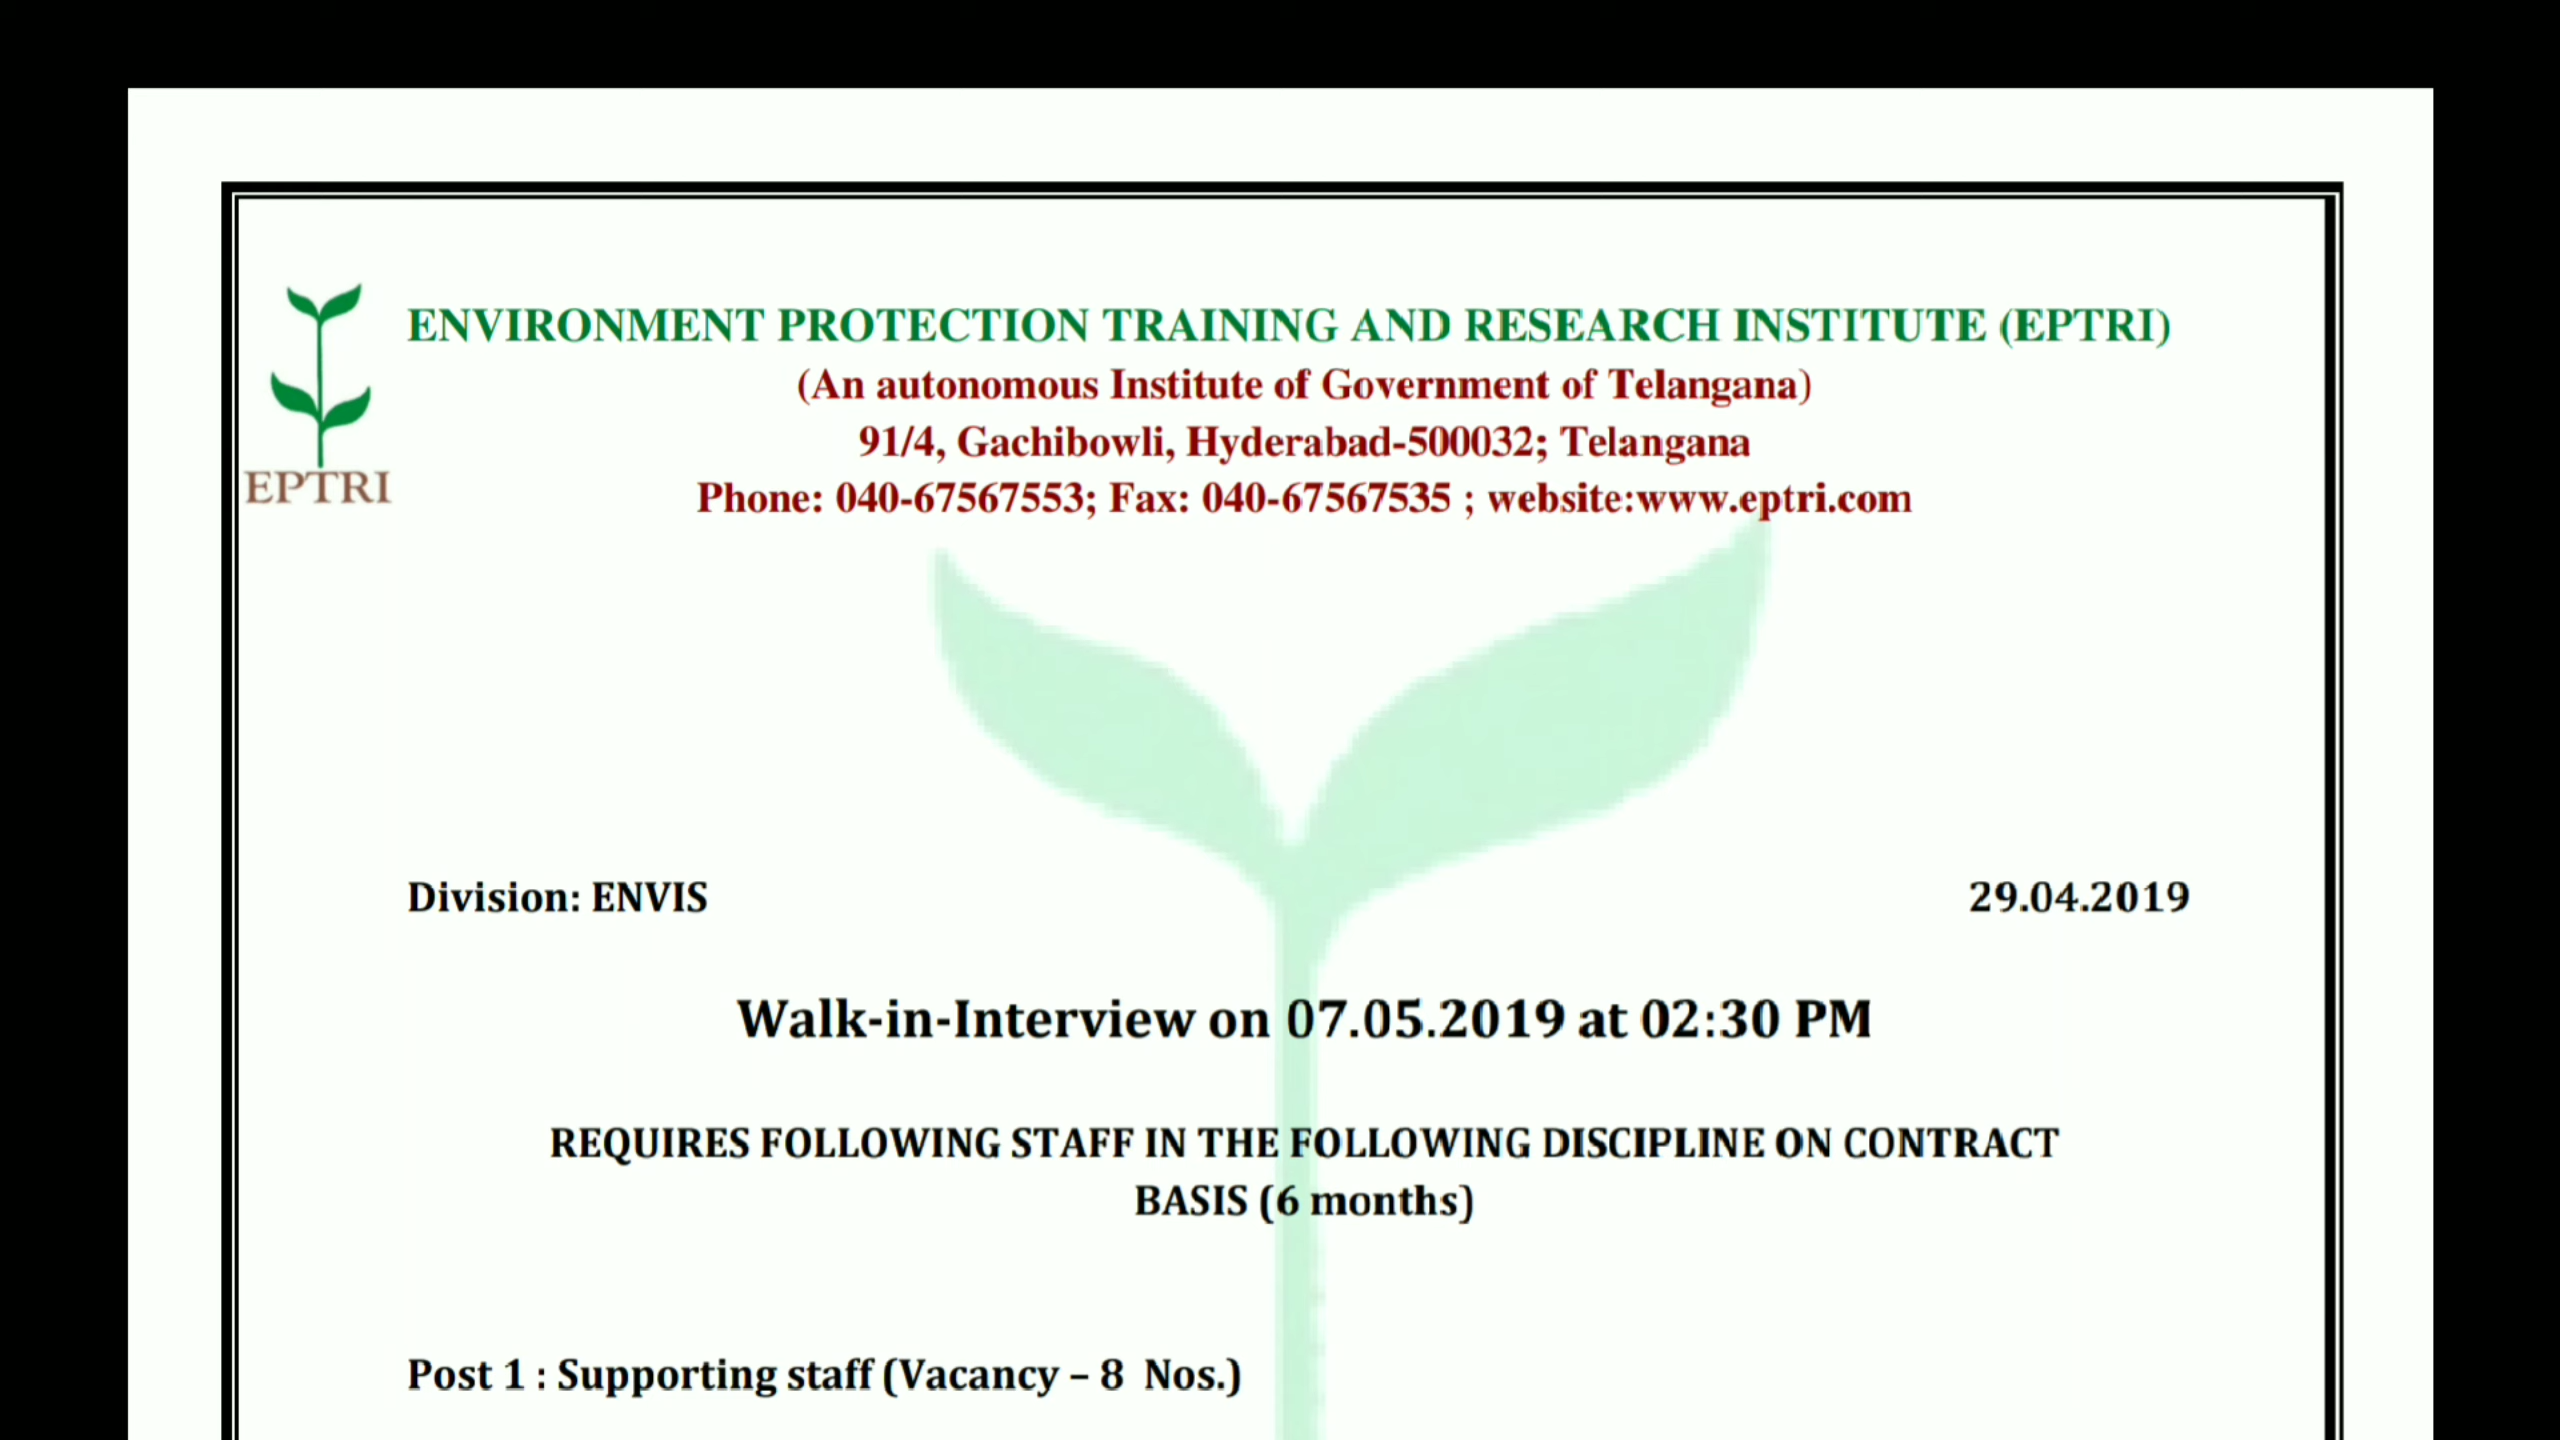 ENVIRONMENT PROTECTION TRAINING AND RESEARCH INSTITUTE (EPTRI)
(An autonomous Institute of Government of Telangana)
91/4, Gachibowli, Hyderabad-500032; Telangana
Phone: 040-67567553; Fax: 040-67567535 ; website:www.eptri.com
EPTRI
Division: ENVIS
29.04.2019
Walk-in-Interview on 07.05.2019 at 02:30 PM
REQUIRES FOLLOWING STAFF IN THE FOLLOWING DISCIPLINE ON CONTRACT
BASIS (6 months)
Post 1 : Supporting staff (Vacancy – 8 Nos.)